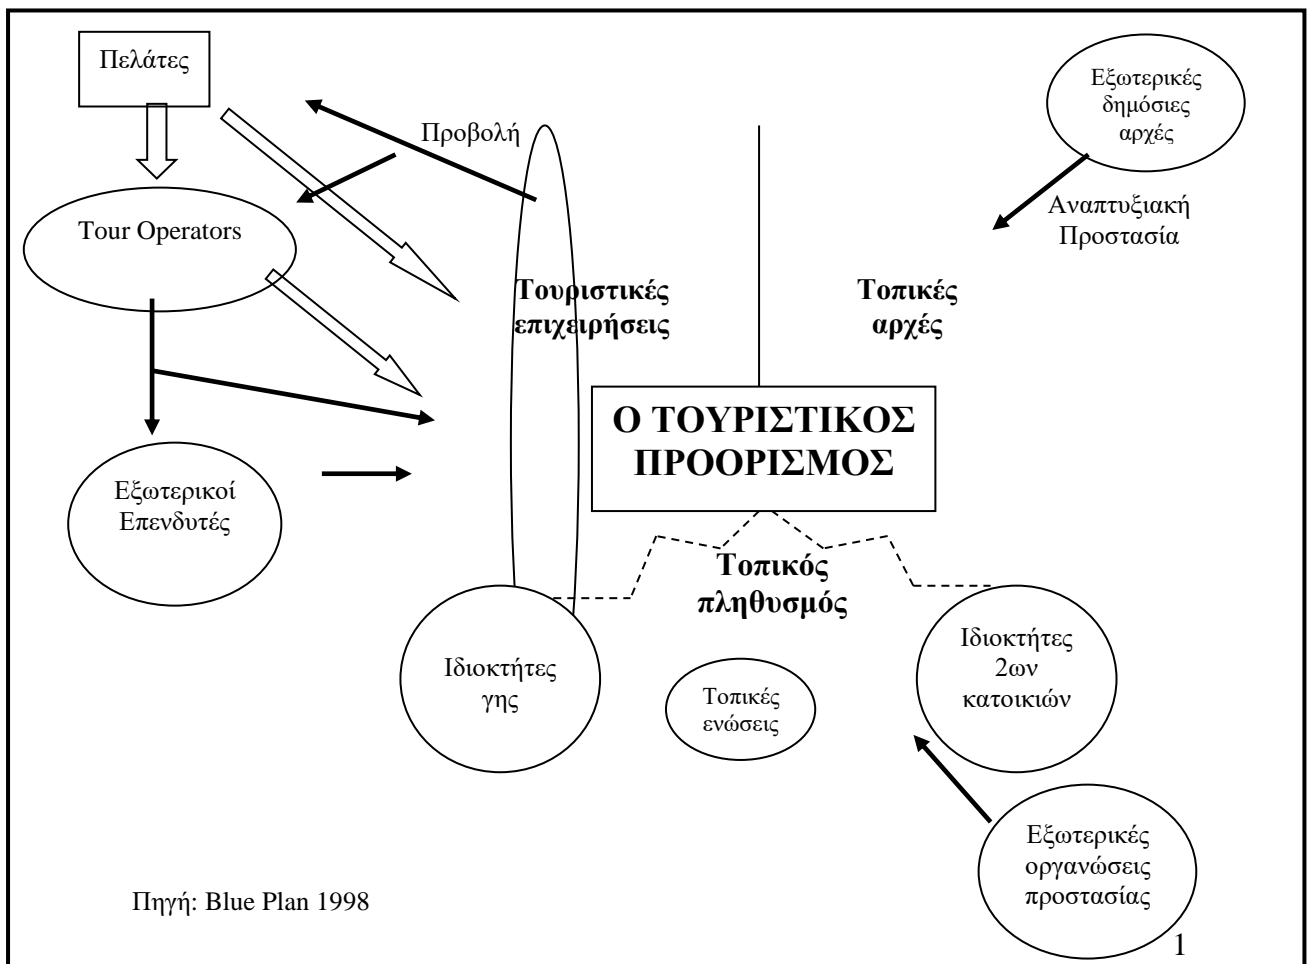 Πελάτες
Εξωτερικές
δημόσιες
αρχές
Προβολή
Αναπτυξιακή
Προστασία
Tour Operators
Τουριστικές
επιχειρήσεις
Τοπικές
αρχές
Ο ΤΟΥΡΙΣΤΙΚΟΣ
ΠΡΟΟΡΙΣΜΟΣ
Εξωτερικοί
Επενδυτές
Τοπικός
πληθυσμός
Ιδιοκτήτες
γης
Τοπικές
ενώσεις
Ιδιοκτήτες
2ων
κατοικιών
Εξωτερικές
οργανώσεις
προστασίας
Πηγή: Blue Plan 1998
1